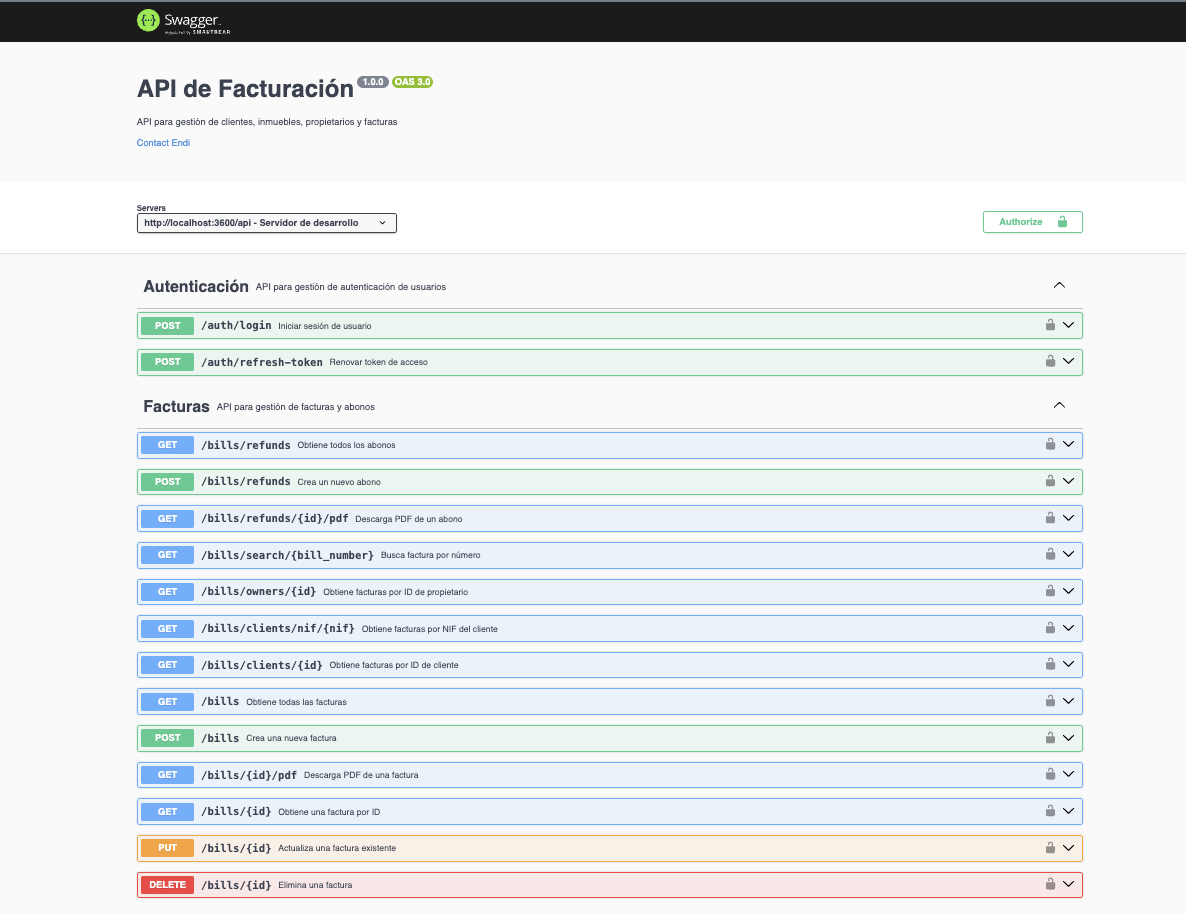 Swagger
Supported by SMARTBEAR
API de Facturación 1.0.0 OAS 3.0
API para gestión de clientes, inmuebles, propietarios y facturas
Contact Endi
Servers
http://localhost:3600/api - Servidor de desarrollo
Authorize
Autenticación API para gestión de autenticación de usuarios
POST /auth/login Iniciar sesión de usuario
POST /auth/refresh-token Renovar token de acceso
Facturas API para gestión de facturas y abonos
GET /bills/refunds Obtiene todos los abonos
POST /bills/refunds Crea un nuevo abono
GET /bills/refunds/{id}/pdf Descarga PDF de un abono
GET /bills/search/{bill_number} Busca factura por número
GET /bills/owners/{id} Obtiene facturas por ID de propietario
GET /bills/clients/nif/{nif} Obtiene facturas por NIF del cliente
GET /bills/clients/{id} Obtiene facturas por ID de cliente
GET /bills Obtiene todas las facturas
POST /bills Crea una nueva factura
GET /bills/{id}/pdf Descarga PDF de una factura
GET /bills/{id} Obtiene una factura por ID
PUT /bills/{id} Actualiza una factura existente
DELETE /bills/{id} Elimina una factura